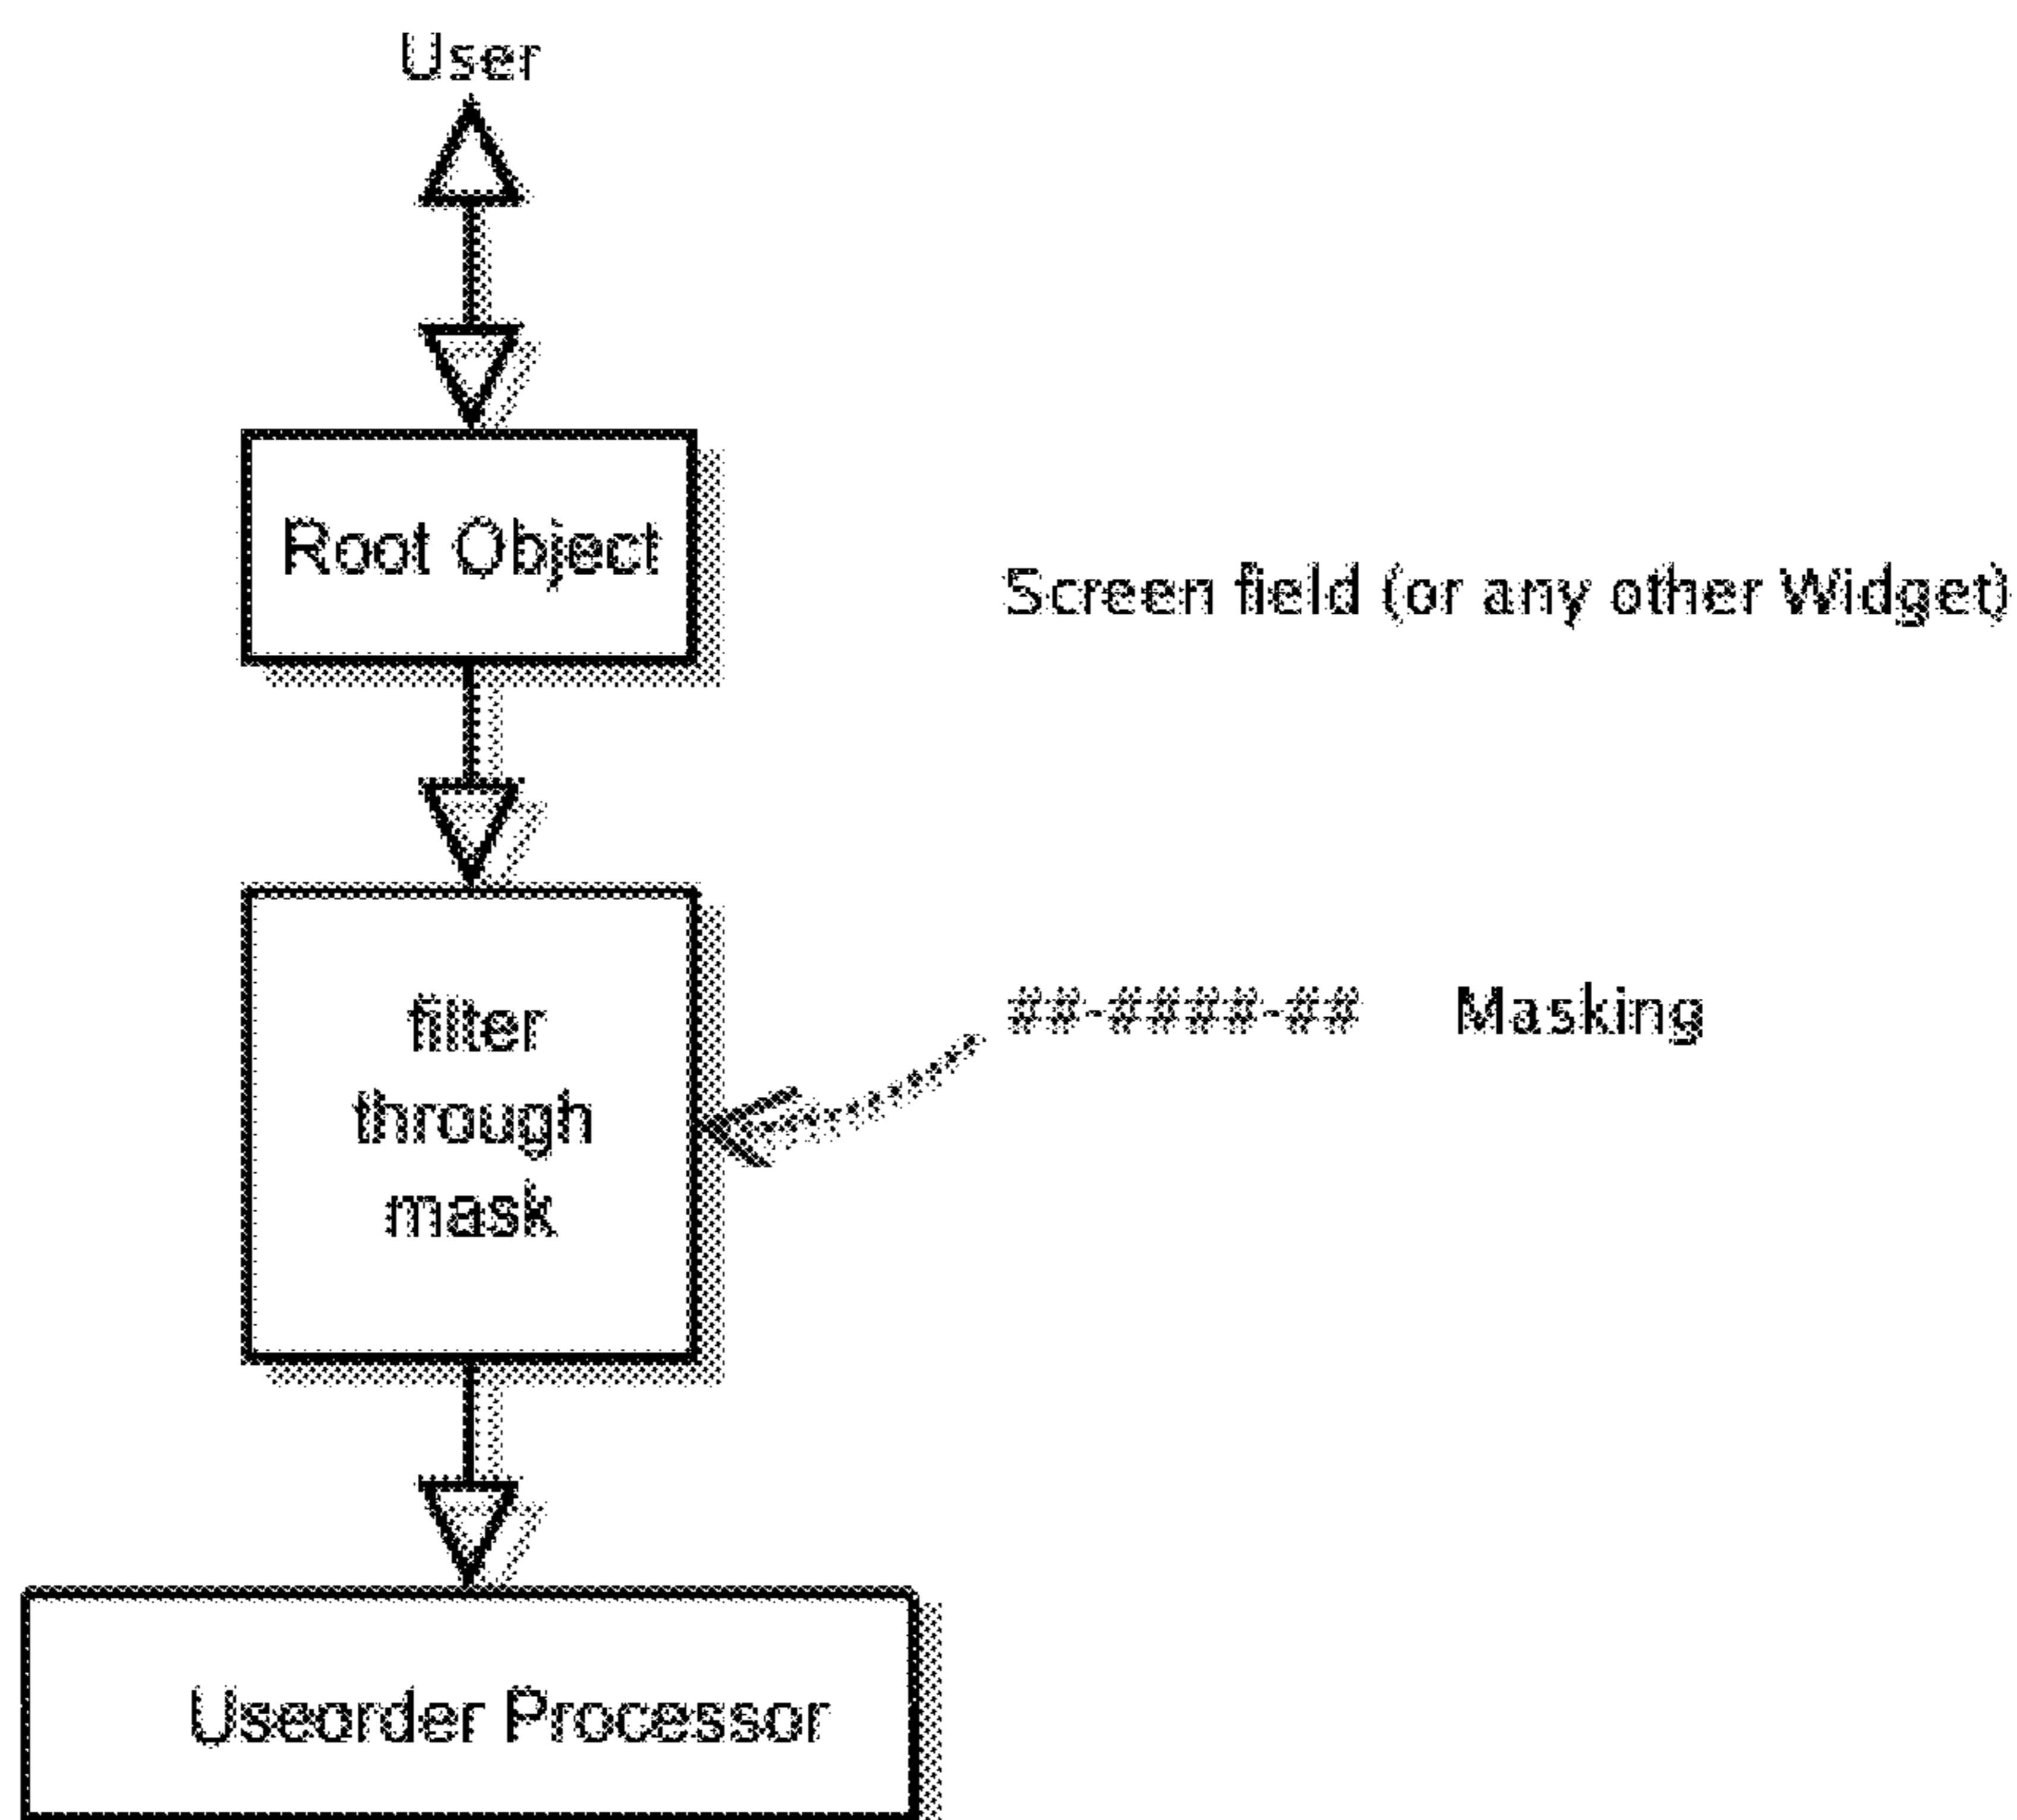 User
Root Object
Screen field (or any other Widget)
filter
through
mask
##-####-## Masking
Useorder Processor